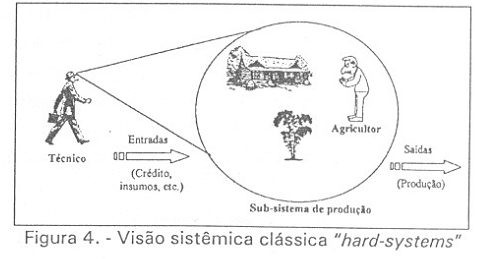 Técnico
Entradas
(Crédito,
insumos, etc.)
Agricultor
Sub-sistema de produção
Saídas
(Produção)
Figura 4. - Visão sistêmica clássica "hard-systems"